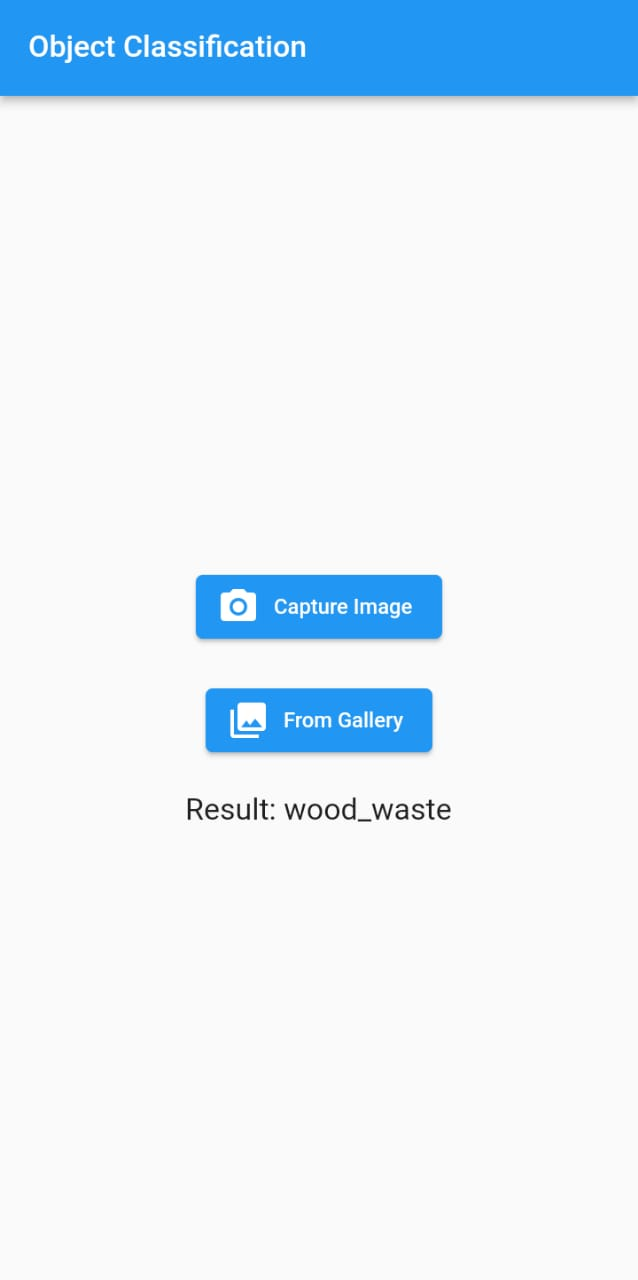 Object Classification
Capture Image
From Gallery
Result: wood_waste